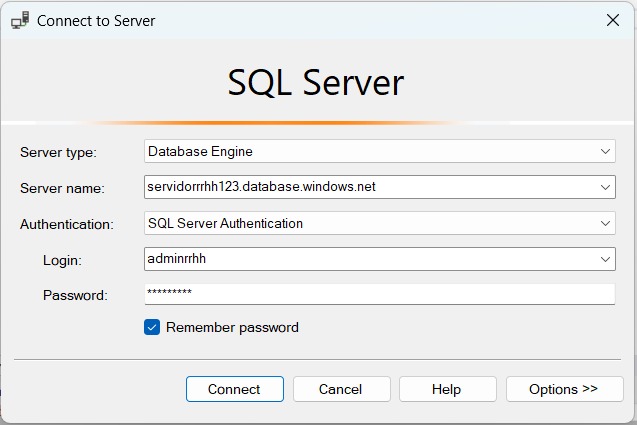 Connect to Server
SQL Server
Server type: Database Engine
Server name: servidorrrhh123.database.windows.net
Authentication: SQL Server Authentication
Login: adminrrhh
Password: *********
Remember password
Connect Cancel Help Options >>